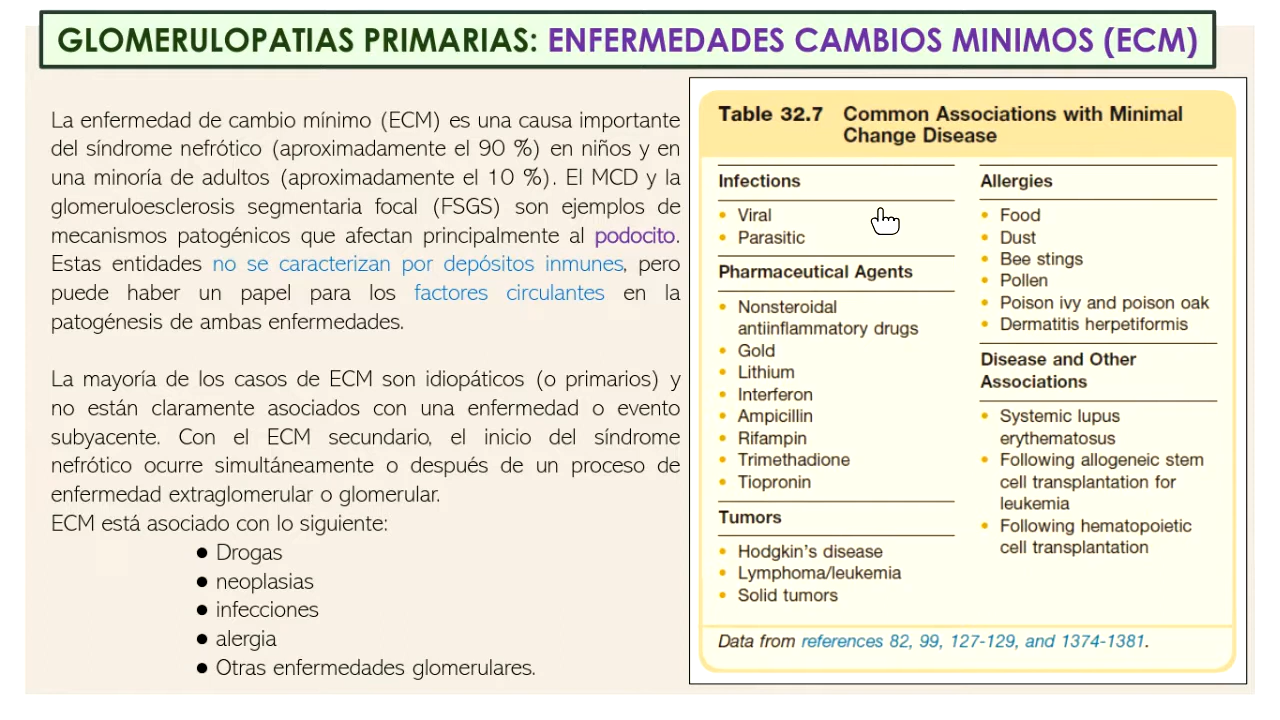 GLOMERULOPATIAS PRIMARIAS: ENFERMEDADES CAMBIOS MINIMOS (ECM)
La enfermedad de cambio mínimo (ECM) es una causa importante
del síndrome nefrótico (aproximadamente el 90 %) en niños y en
una minoría de adultos (aproximadamente el 10 %). El MCD y la
glomeruloesclerosis segmentaria focal (FSGS) son ejemplos de
mecanismos patogénicos que afectan principalmente al podocito.
Estas entidades no se caracterizan por depósitos inmunes, pero
puede haber un papel para los factores circulantes en la
patogénesis de ambas enfermedades.
La mayoría de los casos de ECM son idiopáticos (o primarios) y
no están claramente asociados con una enfermedad o evento
subyacente. Con el ECM secundario, el inicio del síndrome
nefrótico ocurre simultáneamente o después de un proceso de
enfermedad extraglomerular o glomerular.
ECM está asociado con lo siguiente:
● Drogas
● neoplasias
● infecciones
● alergia
● Otras enfermedades glomerulares.
Table 32.7 Common Associations with Minimal
Change Disease
Infections
• Viral
• Parasitic
Pharmaceutical Agents
• Nonsteroidal
antiinflammatory drugs
• Gold
• Lithium
• Interferon
• Ampicillin
• Rifampin
• Trimethadione
• Tiopronin
Tumors
• Hodgkin's disease
• Lymphoma/leukemia
• Solid tumors
Allergies
• Food
• Dust
• Bee stings
• Pollen
• Poison ivy and poison oak
• Dermatitis herpetiformis
Disease and Other
Associations
• Systemic lupus
erythematosus
• Following allogeneic stem
cell transplantation for
leukemia
• Following hematopoietic
cell transplantation
Data from references 82, 99, 127-129, and 1374-1381.